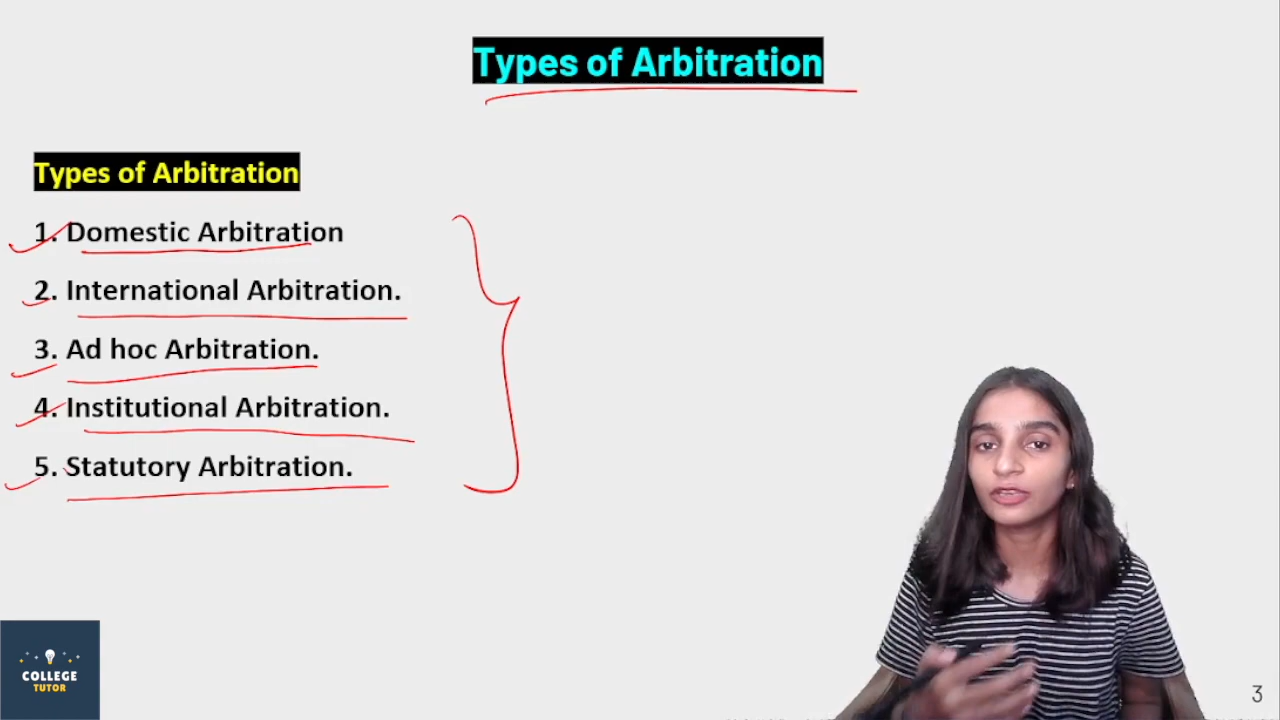 Types of Arbitration
Types of Arbitration
1. Domestic Arbitration
2. International Arbitration.
3. Ad hoc Arbitration.
4. Institutional Arbitration.
5. Statutory Arbitration.
COLLEGE
TUTOR
3